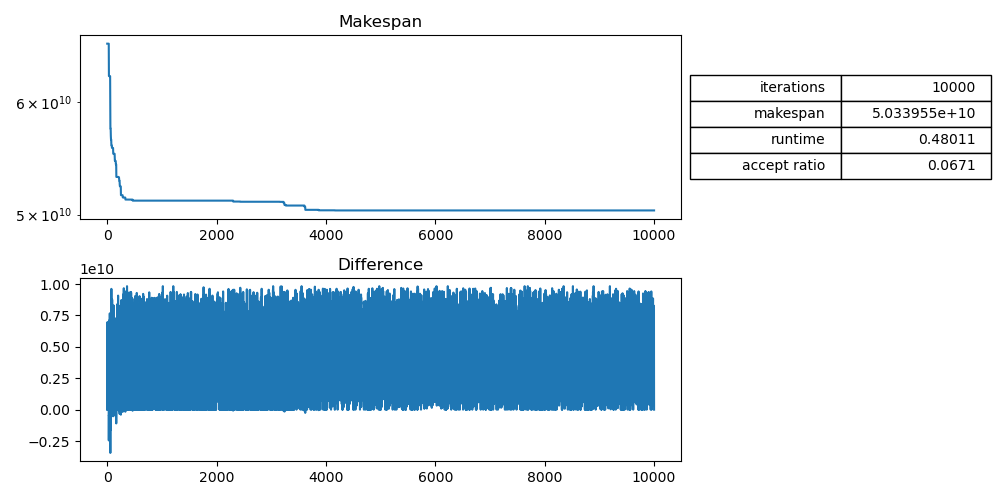 Makespan
6 × 10^10
5 × 10^10
0 2000 4000 6000 8000 10000
iterations 10000
makespan 5.033955e+10
runtime 0.48011
accept ratio 0.0671
Difference
1e10
1.00
0.75
0.50
0.25
0.00
−0.25
0 2000 4000 6000 8000 10000